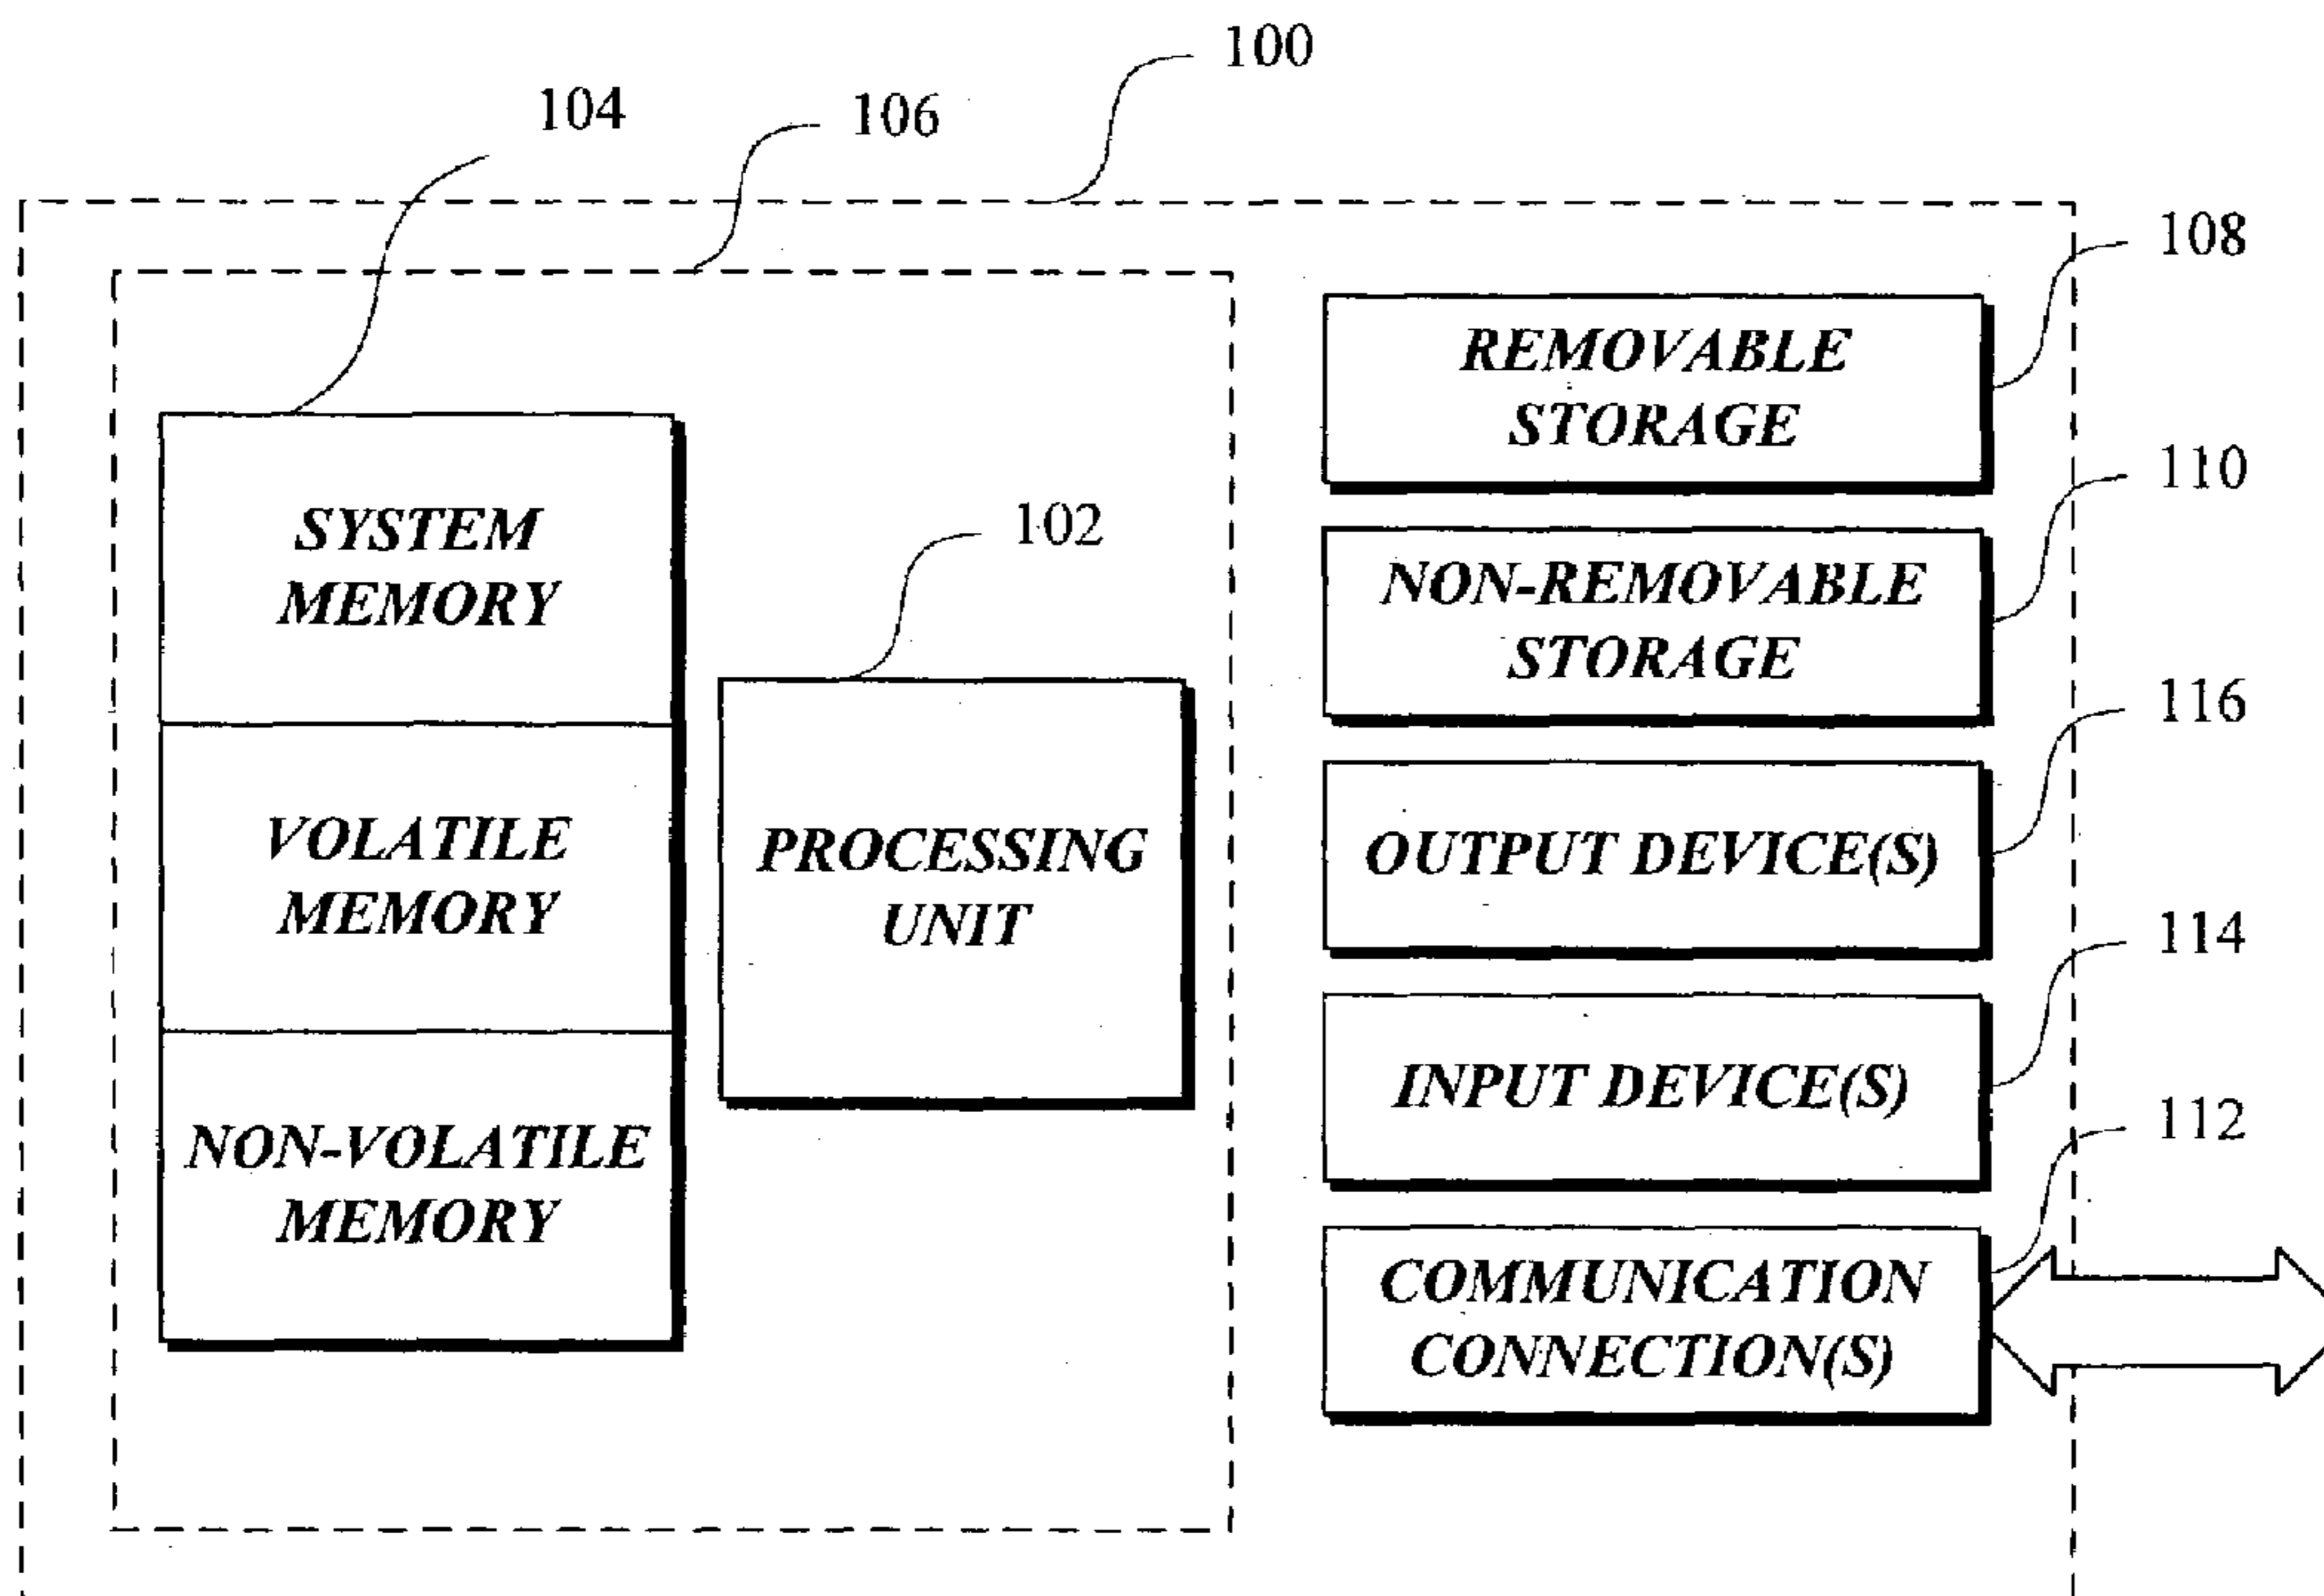 100
104
106
108
REMOVABLE
STORAGE
110
SYSTEM
MEMORY
102
NON-REMOVABLE
STORAGE
116
VOLATILE
MEMORY
PROCESSING
UNIT
OUTPUT DEVICE(S)
114
INPUT DEVICE(S)
112
NON-VOLATILE
MEMORY
COMMUNICATION
CONNECTION(S)